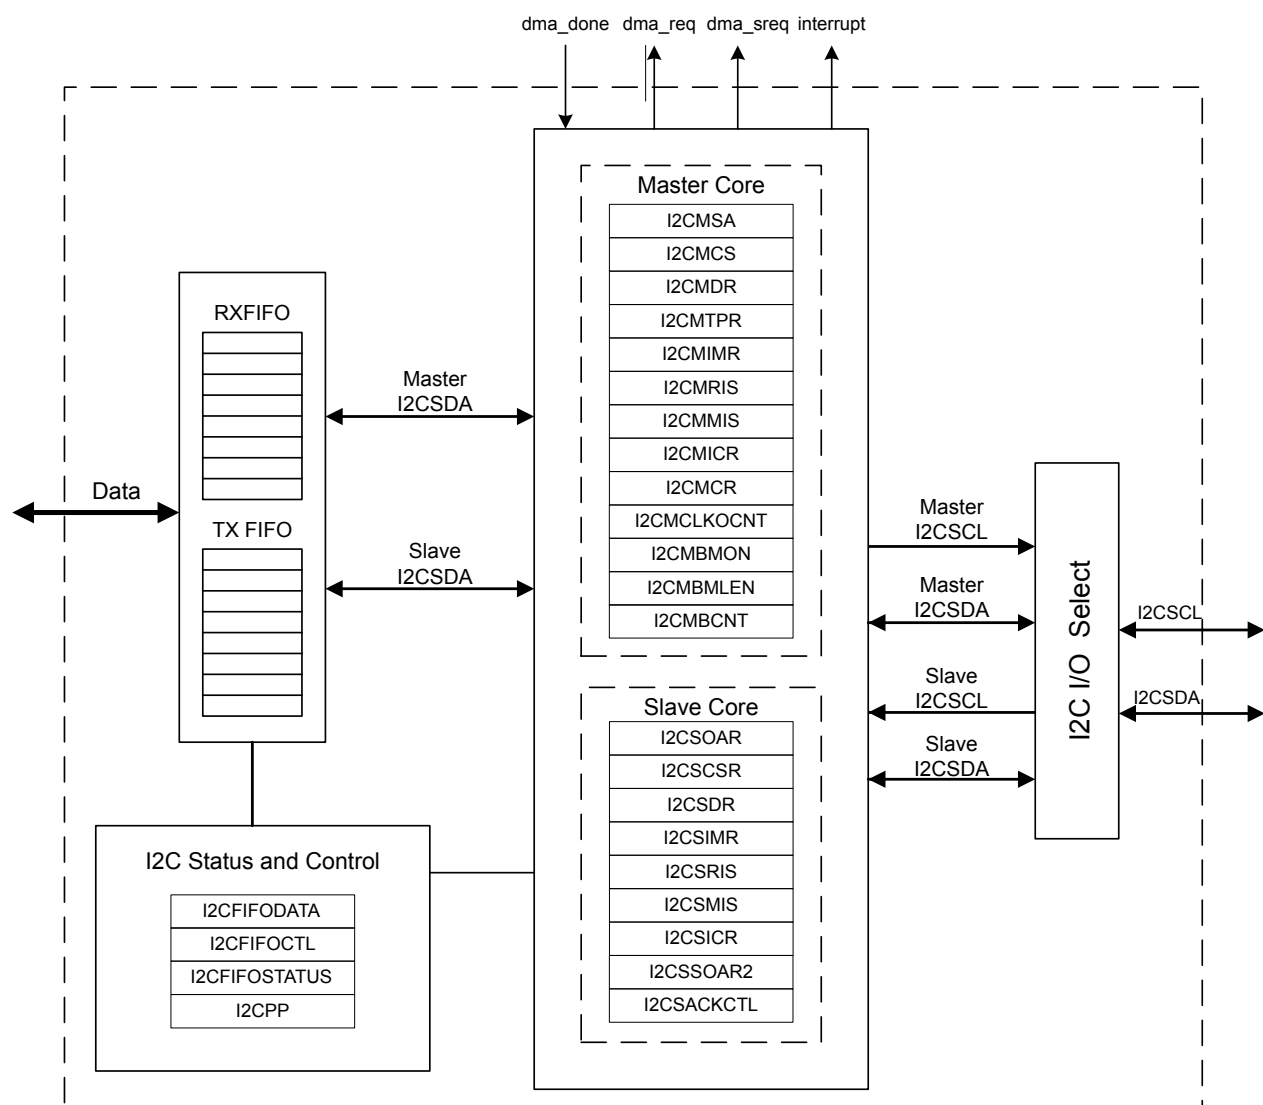 dma_done dma_req dma_sreq interrupt
Master Core
I2CMSA
I2CMCS
I2CMDR
I2CMTPR
I2CMIMR
I2CMRIS
I2CMMIS
I2CMICR
I2CMCR
I2CMCLKOCNT
I2CMBMON
I2CMBMLEN
I2CMBCNT
Slave Core
I2CSOAR
I2CSCSR
I2CSDR
I2CSIMR
I2CSRIS
I2CSMIS
I2CSICR
I2CSSOAR2
I2CSACKCTL
RXFIFO
TX FIFO
Data
Master
I2CSDA
Slave
I2CSDA
I2C Status and Control
I2CFIFODATA
I2CFIFOCTL
I2CFIFOSTATUS
I2CPP
Master
I2CSCL
Master
I2CSDA
Slave
I2CSCL
Slave
I2CSDA
I2C I/O Select
I2CSCL
I2CSDA